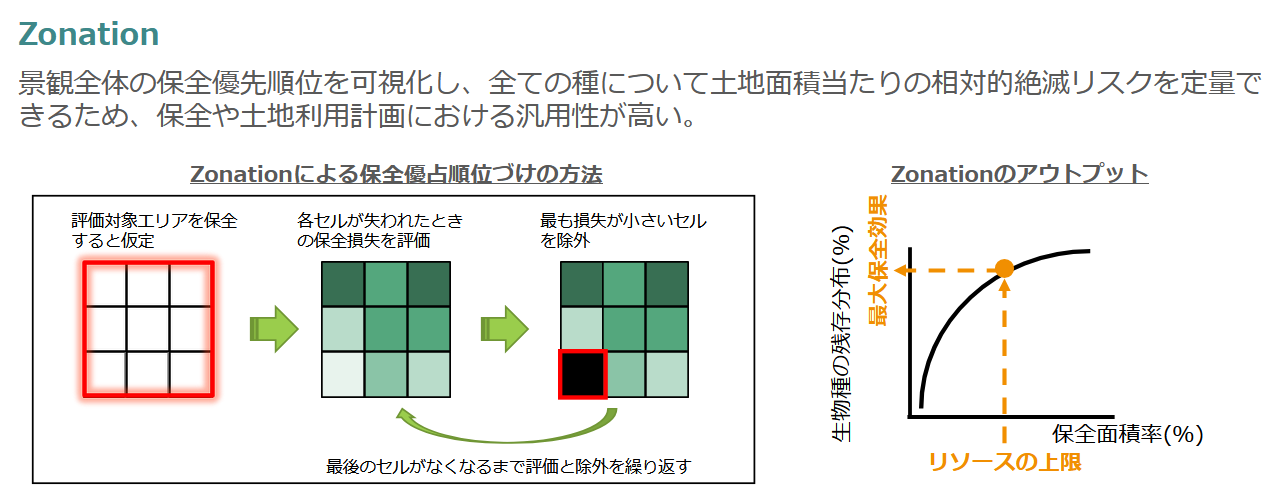 Zonation
景観全体の保全優先順位を可視化し、全ての種について土地面積当たりの相対的絶滅リスクを定量で
きるため、保全や土地利用計画における汎用性が高い。
Zonationによる保全優占順位づけの方法
評価対象エリアを保全
すると仮定
各セルが失われたとき
の保全損失を評価
最も損失が小さいセル
を除外
最後のセルがなくなるまで評価と除外を繰り返す
Zonationのアウトプット
生物種の残存分布(%)
最大保全効果
保全面積率(%)
リソースの上限